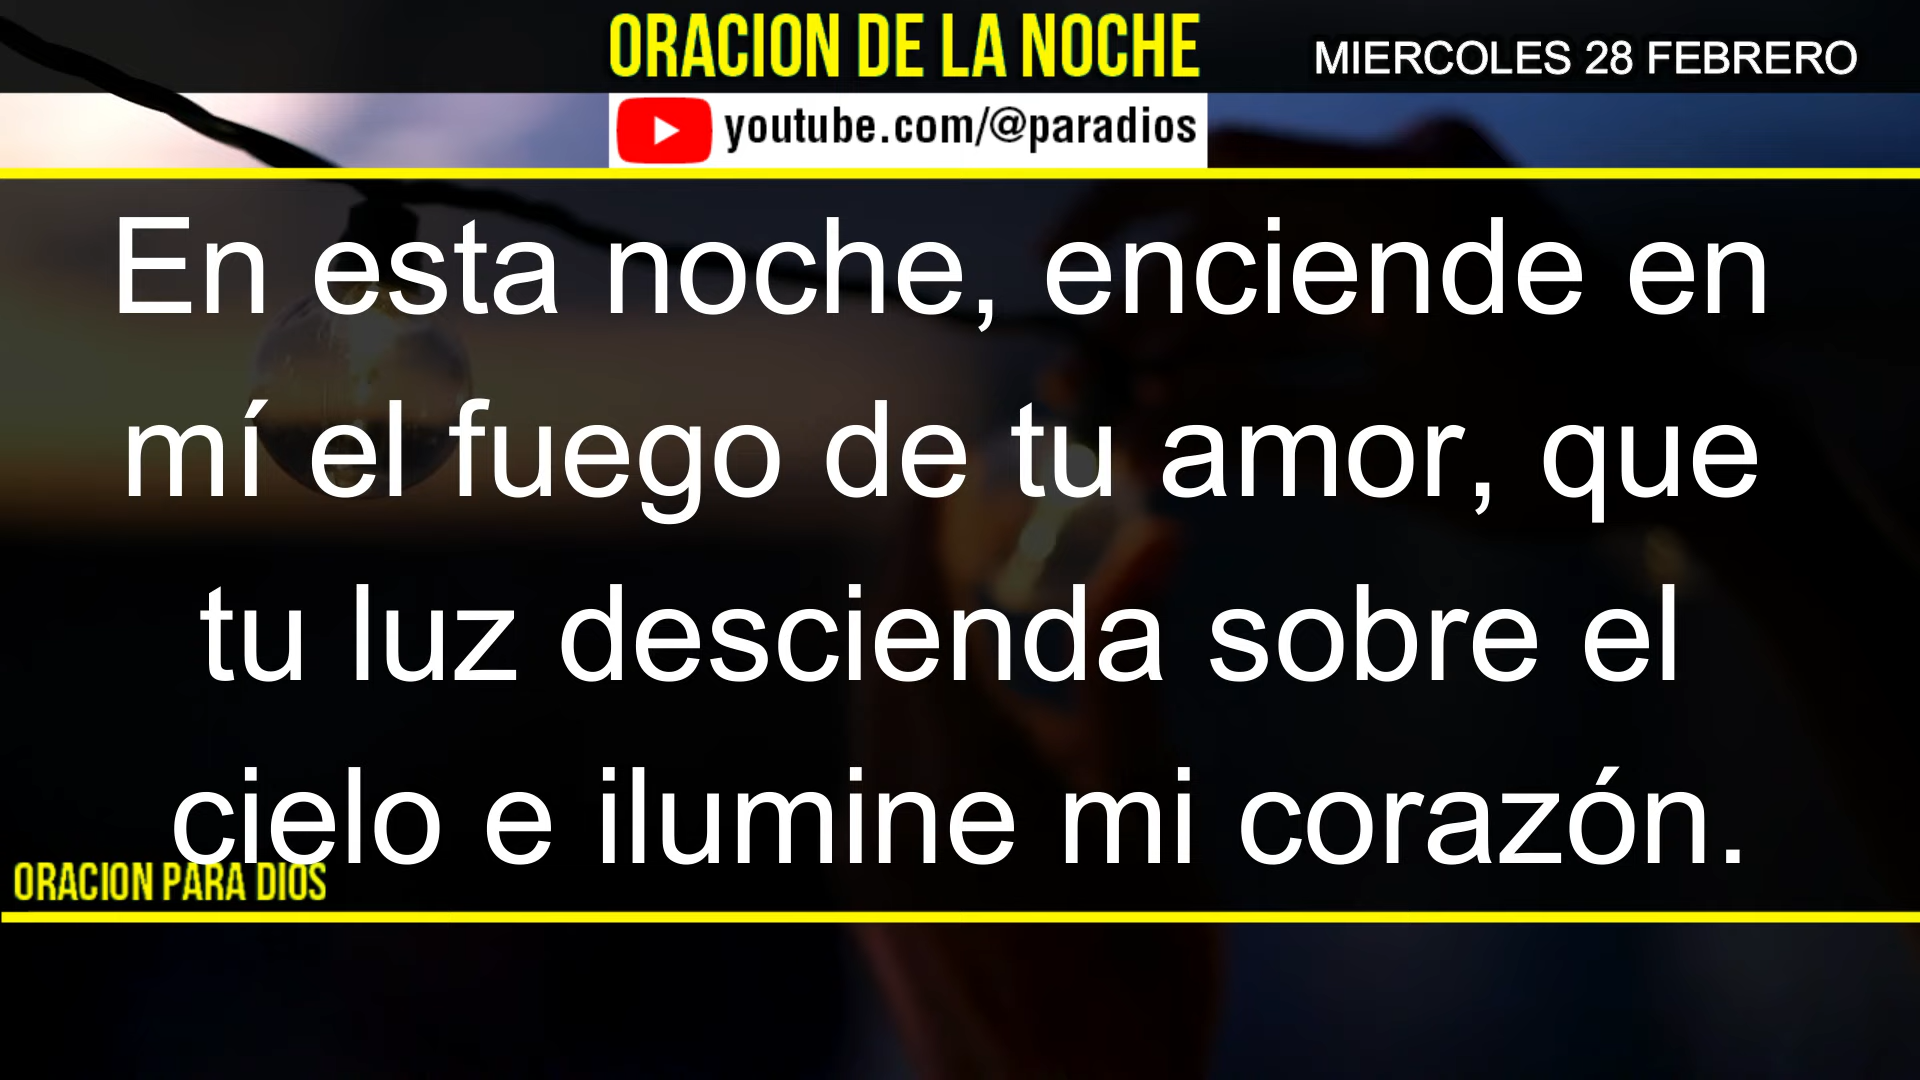 ORACION DE LA NOCHE
MIERCOLES 28 FEBRERO
youtube.com/@paradios
En esta noche, enciende en
mí el fuego de tu amor, que
tu luz descienda sobre el
cielo e ilumine mi corazón.
ORACION PARA DIOS